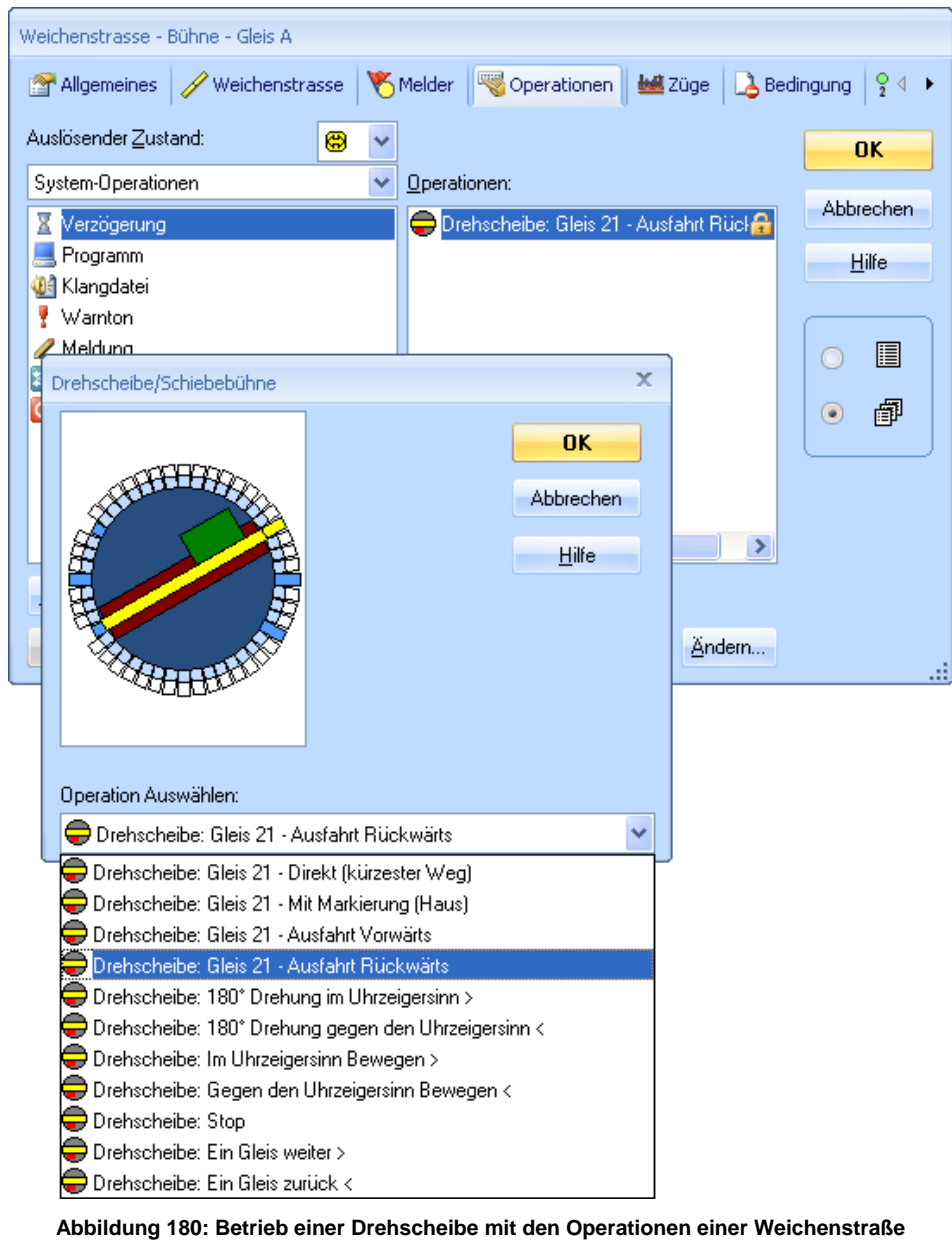 Weichenstrasse - Bühne - Gleis A
Allgemeines Weichenstrasse Melder Operationen Züge Bedingung 2
Auslösender Zustand:
OK
System-Operationen
Operationen:
Abbrechen
Verzögerung
Drehscheibe: Gleis 21 - Ausfahrt Rück
Programm
Hilfe
Klangdatei
Warnton
Meldung
Drehscheibe/Schiebebühne
OK
Abbrechen
Hilfe
Ändern...
Operation Auswählen:
Drehscheibe: Gleis 21 - Ausfahrt Rückwärts
Drehscheibe: Gleis 21 - Direkt (kürzester Weg)
Drehscheibe: Gleis 21 - Mit Markierung (Haus)
Drehscheibe: Gleis 21 - Ausfahrt Vorwärts
Drehscheibe: Gleis 21 - Ausfahrt Rückwärts
Drehscheibe: 180° Drehung im Uhrzeigersinn >
Drehscheibe: 180° Drehung gegen den Uhrzeigersinn <
Drehscheibe: Im Uhrzeigersinn Bewegen >
Drehscheibe: Gegen den Uhrzeigersinn Bewegen <
Drehscheibe: Stop
Drehscheibe: Ein Gleis weiter >
Drehscheibe: Ein Gleis zurück <
Abbildung 180: Betrieb einer Drehscheibe mit den Operationen einer Weichenstraße